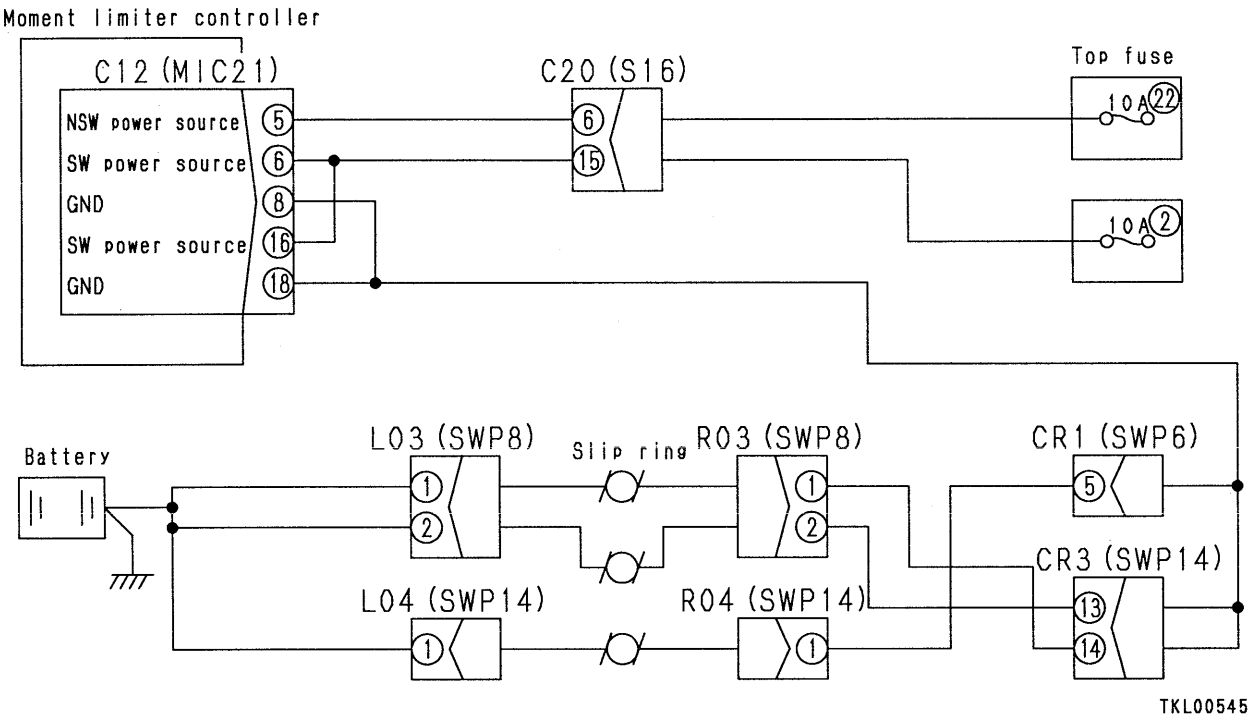 Moment limiter controller
C12 (MIC21)
C20 (S16)
Top fuse
NSW power source 5
6
10A 22
SW power source 6
15
GND 8
10A 2
SW power source 16
GND 18
L03 (SWP8)
Slip ring
R03 (SWP8)
CR1 (SWP6)
Battery
1
1
5
2
2
CR3 (SWP14)
L04 (SWP14)
R04 (SWP14)
13
1
1
14
TKL00545